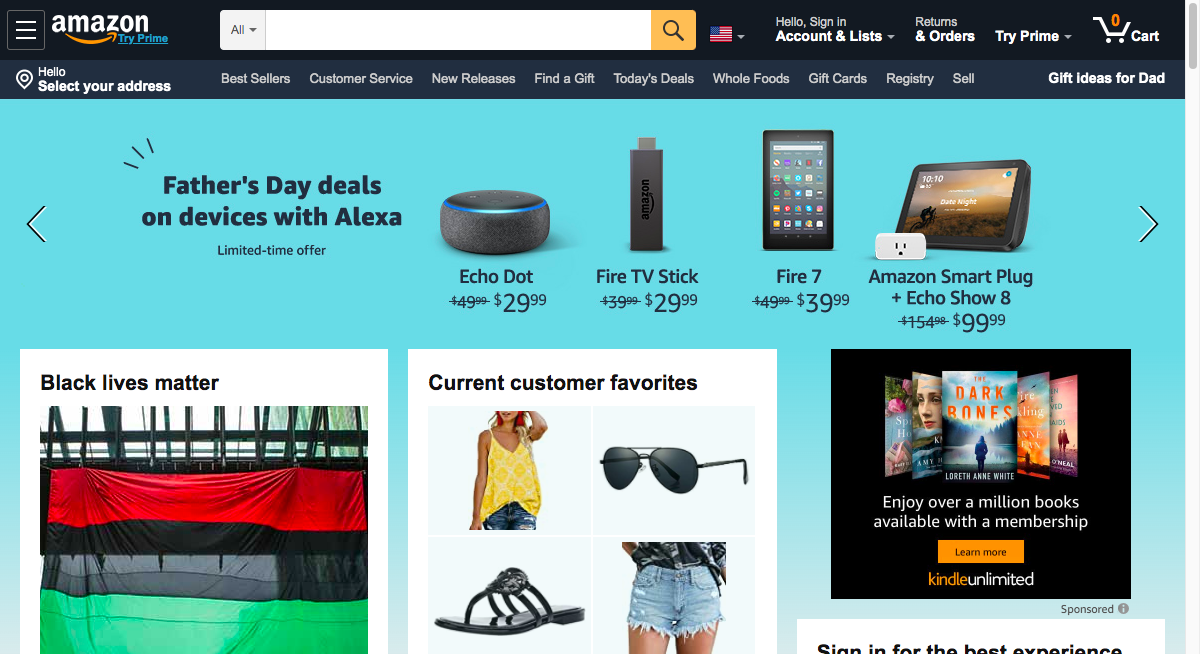 amazon
Try Prime
All
Hello, Sign in
Account & Lists
Returns
& Orders
Try Prime
0
Cart
Hello
Select your address
Best Sellers
Customer Service
New Releases
Find a Gift
Today's Deals
Whole Foods
Gift Cards
Registry
Sell
Gift ideas for Dad
Father's Day deals
on devices with Alexa
Limited-time offer
amazon
10:10
Date Night
Echo Dot
$49.99 $29.99
Fire TV Stick
$39.99 $29.99
Fire 7
$49.99 $39.99
Amazon Smart Plug
+ Echo Show 8
$154.98 $99.99
Black lives matter
Current customer favorites
THE
DARK
BONES
LORETH ANNE WHITE
O'NEAL
Enjoy over a million books
available with a membership
Learn more
kindleunlimited
Sponsored
Sign in for the best experience